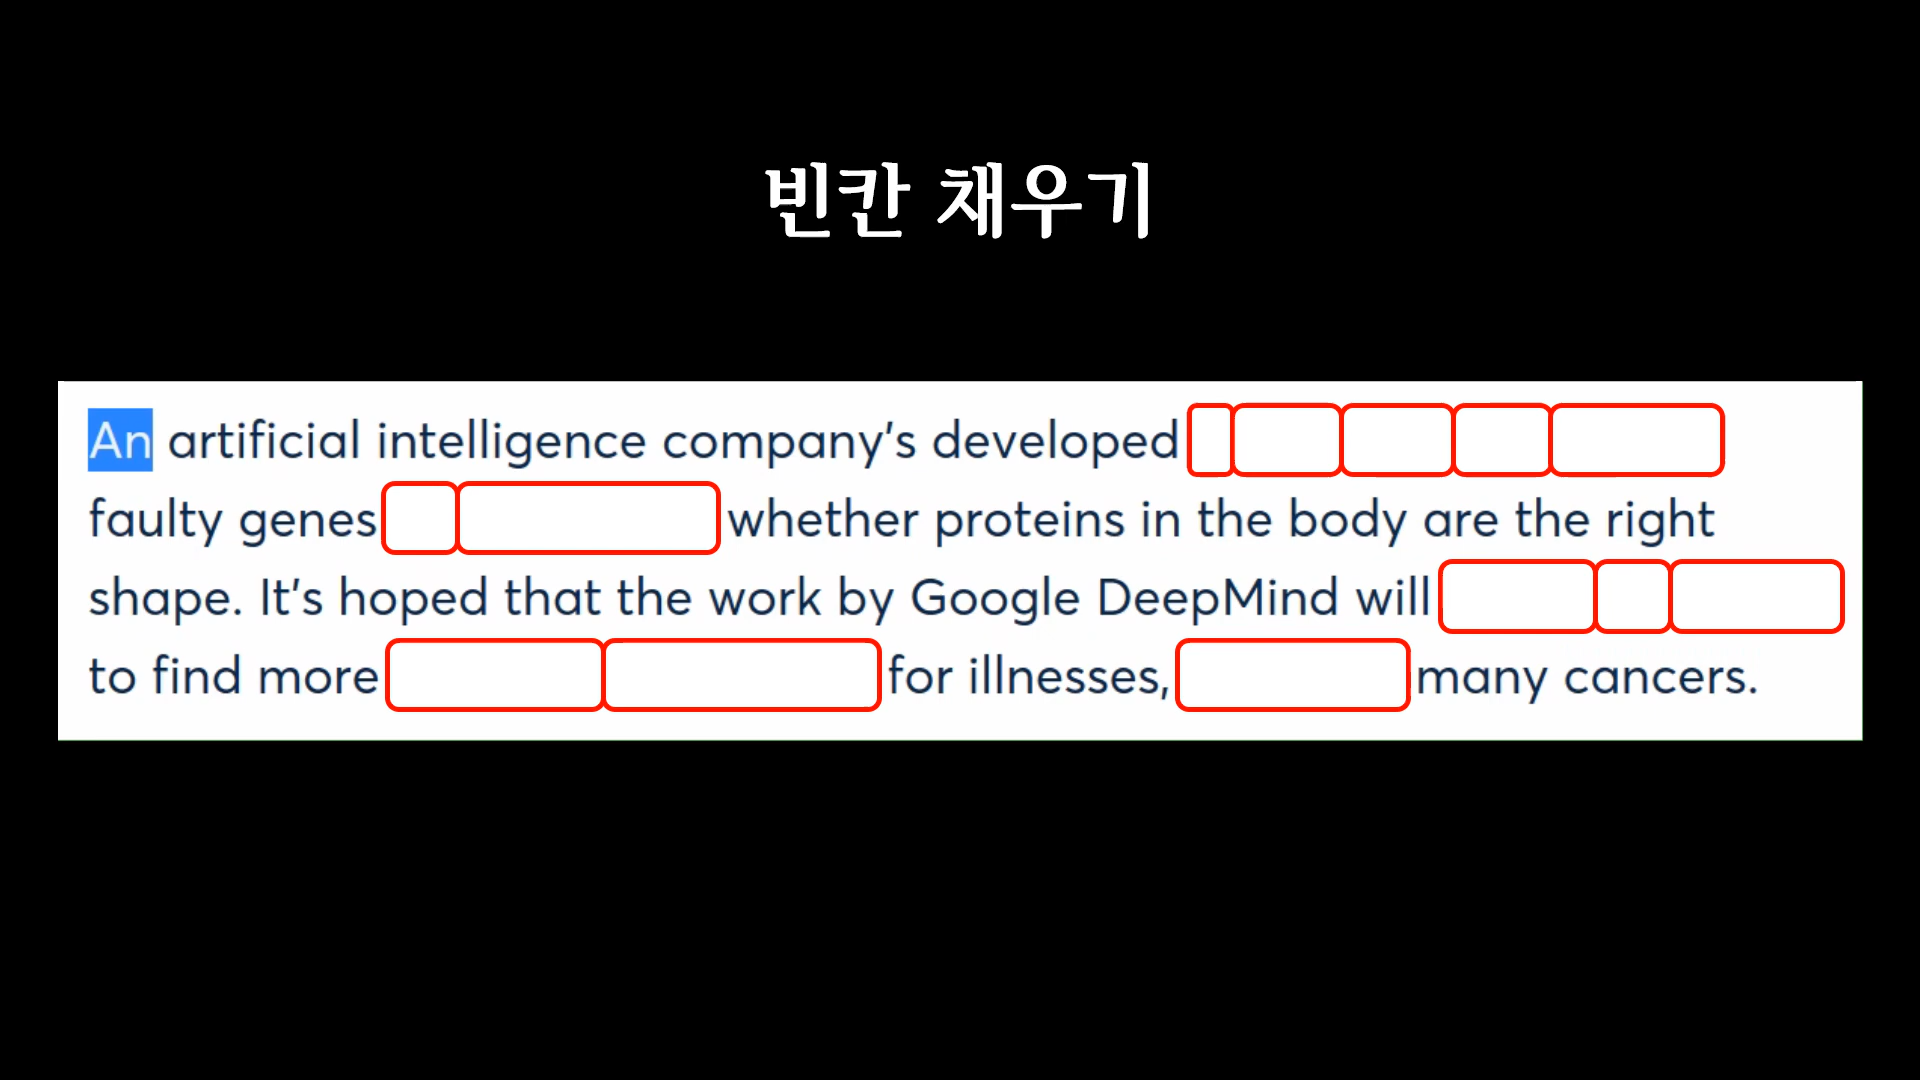 빈칸 채우기
An artificial intelligence company's developed
faulty genes whether proteins in the body are the right
shape. It's hoped that the work by Google DeepMind will
to find more for illnesses, many cancers.